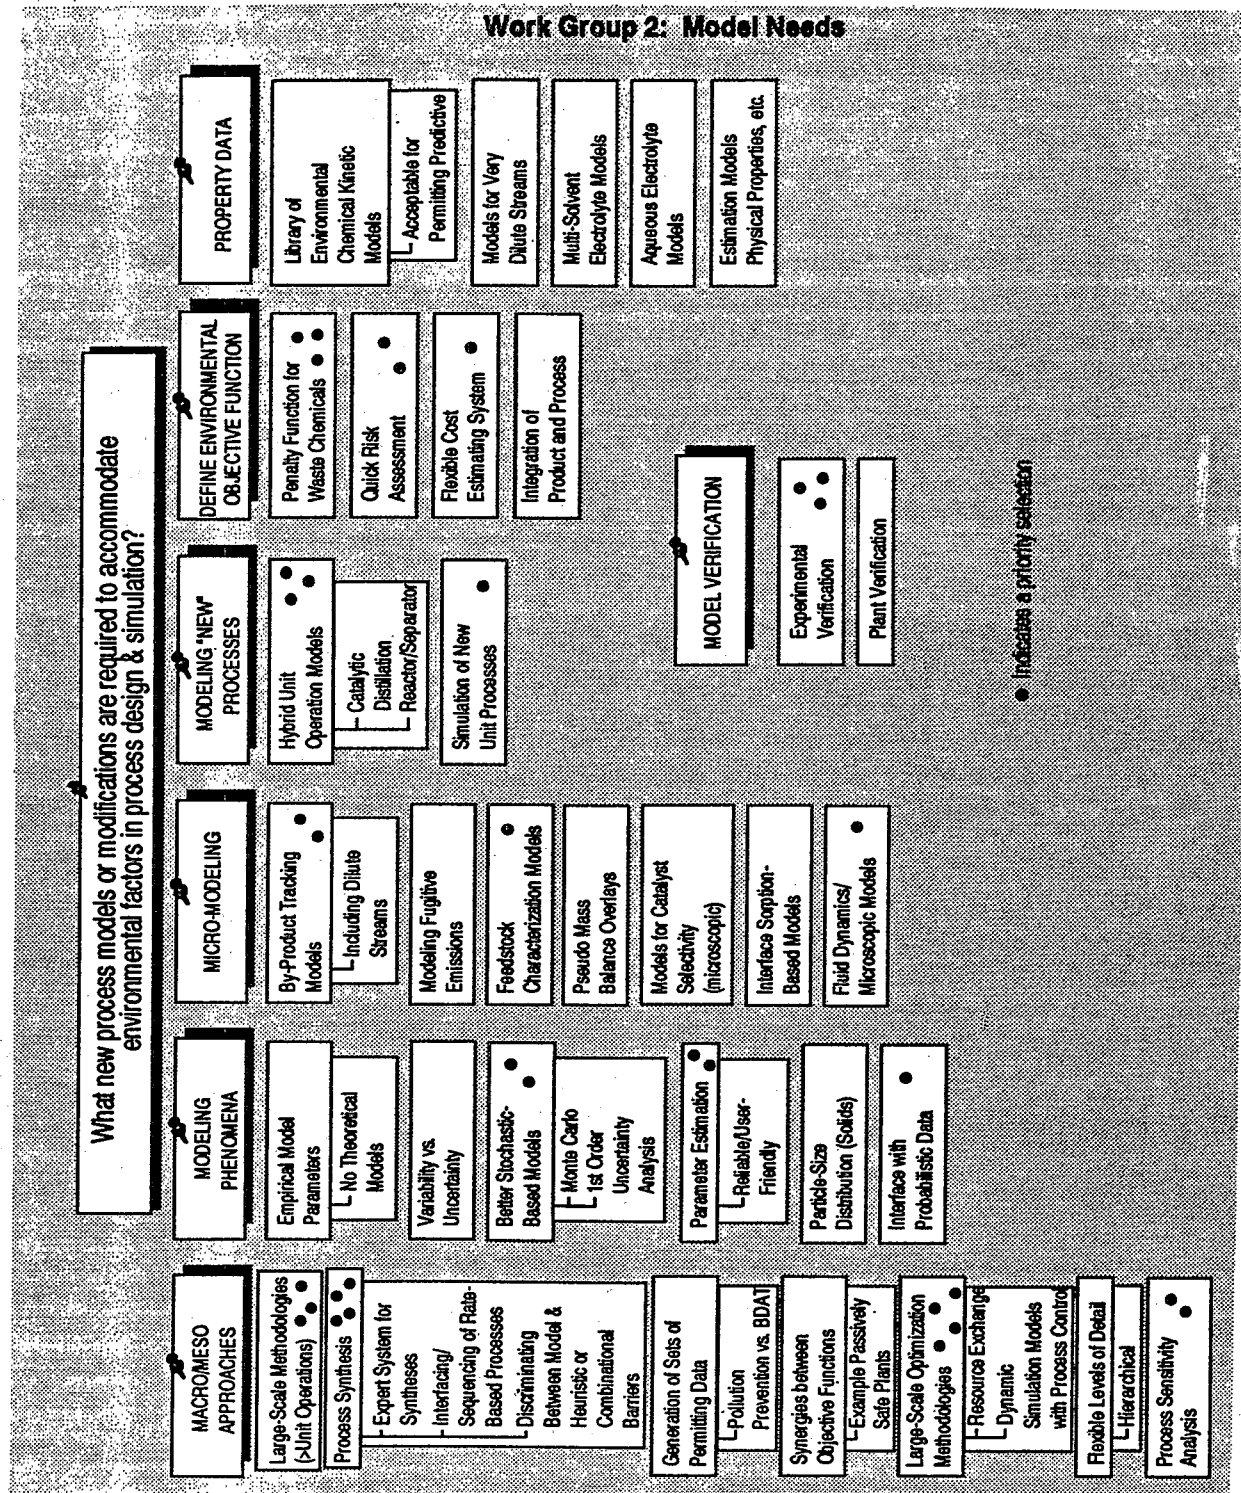 Work Group 2: Model Needs
What new process models or modifications are required to accommodate
environmental factors in process design & simulation?
MACRO/MESO
APPROACHES
Large-Scale Methodologies
(>Unit Operations)
Process Synthesis
Expert System for
Syntheses
Interfacing/
Sequencing of Rate-
Based Processes
Discriminating
Between Model &
Heuristic or
Combinational
Barriers
Generation of Sets of
Permitting Data
Pollution
Prevention vs. BDAT
Synergies between
Objective Functions
Example Passively
Safe Plants
Large-Scale Optimization
Methodologies
Resource Exchange
Dynamic
Simulation Models
with Process Control
Flexible Levels of Detail
Hierarchical
Process Sensitivity
Analysis
MODELING
PHENOMENA
Empirical Model
Parameters
No Theoretical
Models
Variability vs.
Uncertainty
Better Stochastic-
Based Models
Monte Carlo
1st Order
Uncertainty
Analysis
Parameter Estimation
Reliable/User-
Friendly
Particle-Size
Distribution (Solids)
Interface with
Probabilistic Data
MICRO-MODELING
By-Product Tracking
Models
Including Dilute
Streams
Modeling Fugitive
Emissions
Feedstock
Characterization Models
Pseudo Mass
Balance Overlays
Models for Catalyst
Selectivity
(microscopic)
Interface Sorption-
Based Models
Fluid Dynamics/
Microscopic Models
MODELING "NEW"
PROCESSES
Hybrid Unit
Operation Models
Catalytic
Distillation
Reactor/Separator
Simulation of New
Unit Processes
DEFINE ENVIRONMENTAL
OBJECTIVE FUNCTION
Penalty Function for
Waste Chemicals
Quick Risk
Assessment
Flexible Cost
Estimating System
Integration of
Product and Process
PROPERTY DATA
Library of
Environmental
Chemical Kinetic
Models
Acceptable for
Permitting Predictive
Models for Very
Dilute Streams
Multi-Solvent
Electrolyte Models
Aqueous Electrolyte
Models
Estimation Models
Physical Properties, etc.
MODEL VERIFICATION
Experimental
Verification
Plant Verification
● Indicates a priority selection